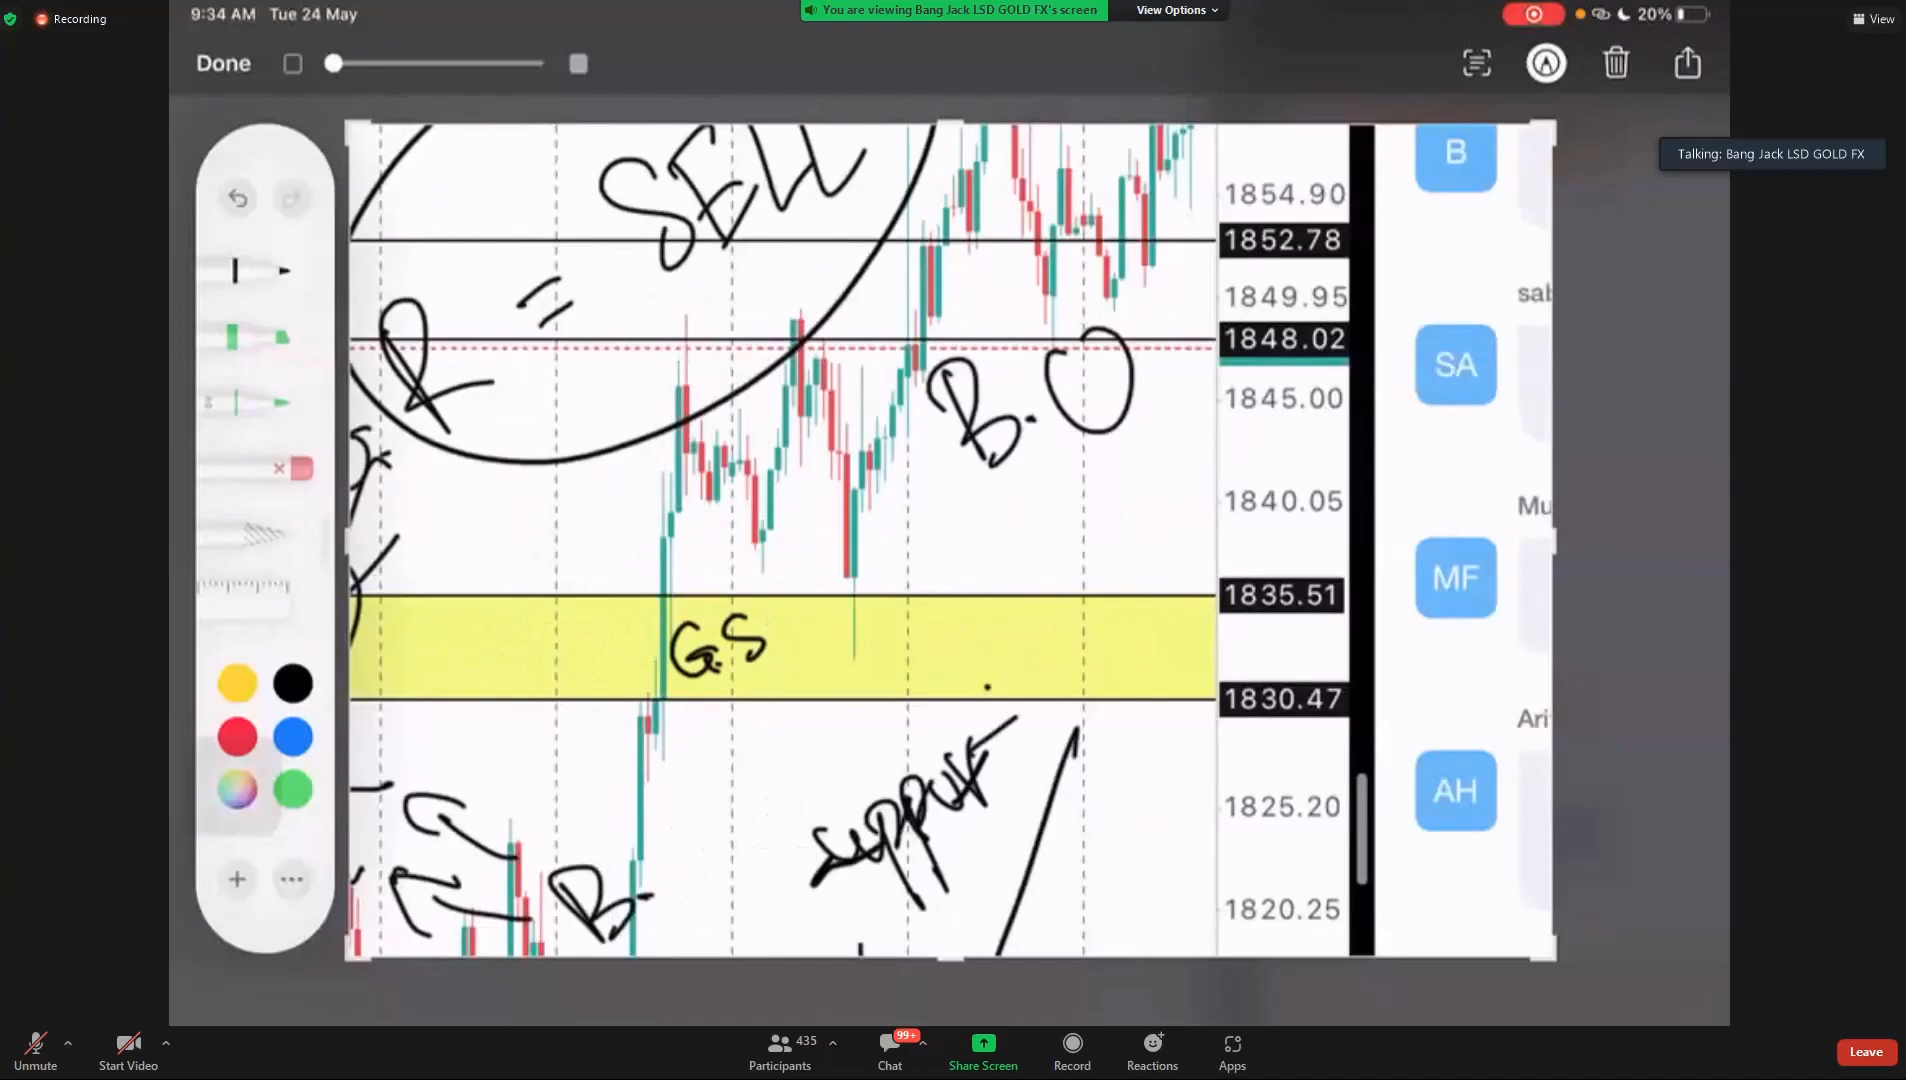 Recording
9:34 AM Tue 24 May
You are viewing Bang Jack LSD GOLD FX's screen
View Options
20%
View
Done
Talking: Bang Jack LSD GOLD FX
SELL
R =
B.O
G.S
support
B.
1854.90
1852.78
1849.95
1848.02
1845.00
1840.05
1835.51
1830.47
1825.20
1820.25
B
sab
SA
Mu
MF
Ari
AH
Unmute
Start Video
Participants
435
Chat
99+
Share Screen
Record
Reactions
Apps
Leave